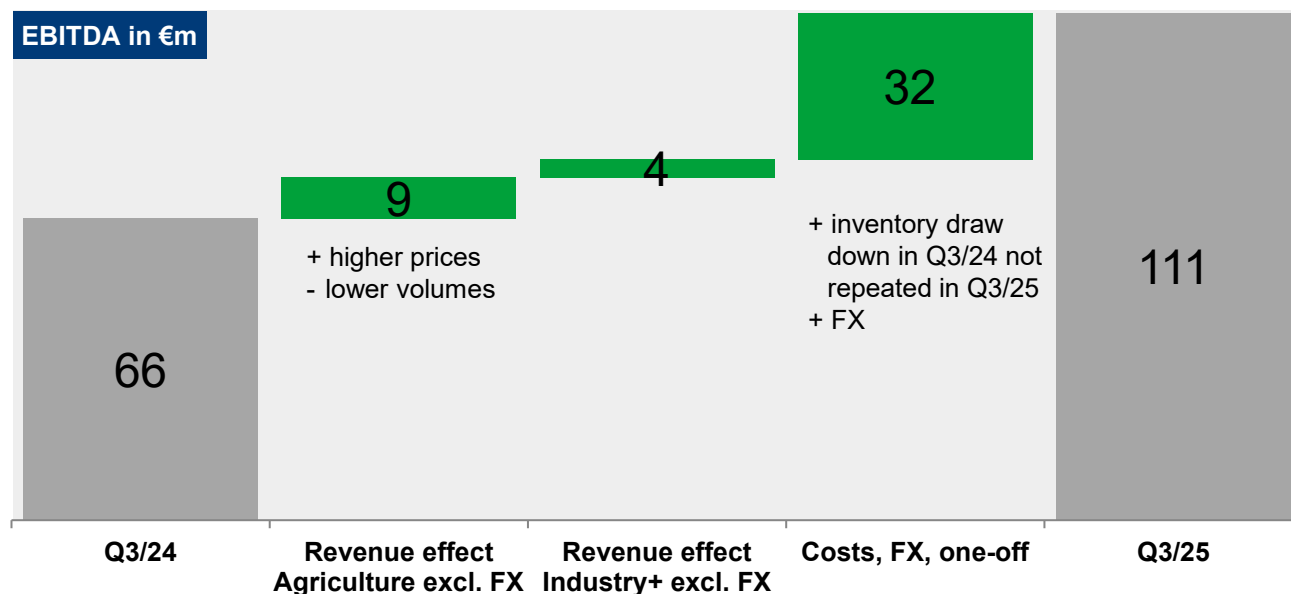 EBITDA in €m
66
9
+ higher prices
- lower volumes
4
32
+ inventory draw
down in Q3/24 not
repeated in Q3/25
+ FX
111
Q3/24
Revenue effect
Agriculture excl. FX
Revenue effect
Industry+ excl. FX
Costs, FX, one-off
Q3/25